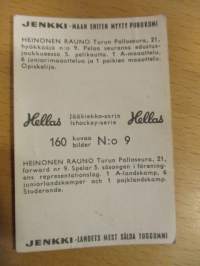 JENKKI - MAAN ENITEN MYYTY PURUKUMI
HEINONEN RAUNO Turun Palloseura, 21,
hyökkääjä n:o 9. Pelaa seuransa edustus-
joukkueessa 5. pelikautta. 1 A-maaottelu,
6 juniorimaaottelua ja 1 poikien maaottelu.
Opiskelija.
Hellas Jääkiekko-sarja Hellas
Ishockey-serie
160 kuvaa N:o 9
bilder
HEINONEN RAUNO Turun Palloseura, 21,
forward nr 9. Spelar 5. säsongen i förening-
ens representationslag. 1 A-landskamp, 6
juniorlandskamper och 1 pojklandskamp.
Studerande.
JENKKI - LANDETS MEST SÅLDA TUGGUMMI